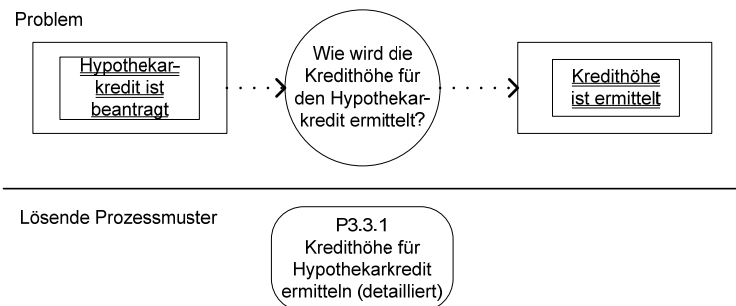 Problem
Hypothekar-
kredit ist
beantragt
Wie wird die
Kredithöhe für
den Hypothekar-
kredit ermittelt?
Kredithöhe
ist ermittelt
Lösende Prozessmuster
P3.3.1
Kredithöhe für
Hypothekarkredit
ermitteln (detailliert)